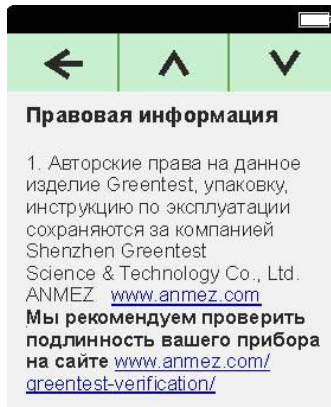 Правовая информация
1. Авторские права на данное
изделие Greentest, упаковку,
инструкцию по эксплуатации
сохраняются за компанией
Shenzhen Greentest
Science & Technology Co., Ltd.
ANMEZ www.anmez.com
Мы рекомендуем проверить
подлинность вашего прибора
на сайте www.anmez.com/
greentest-verification/